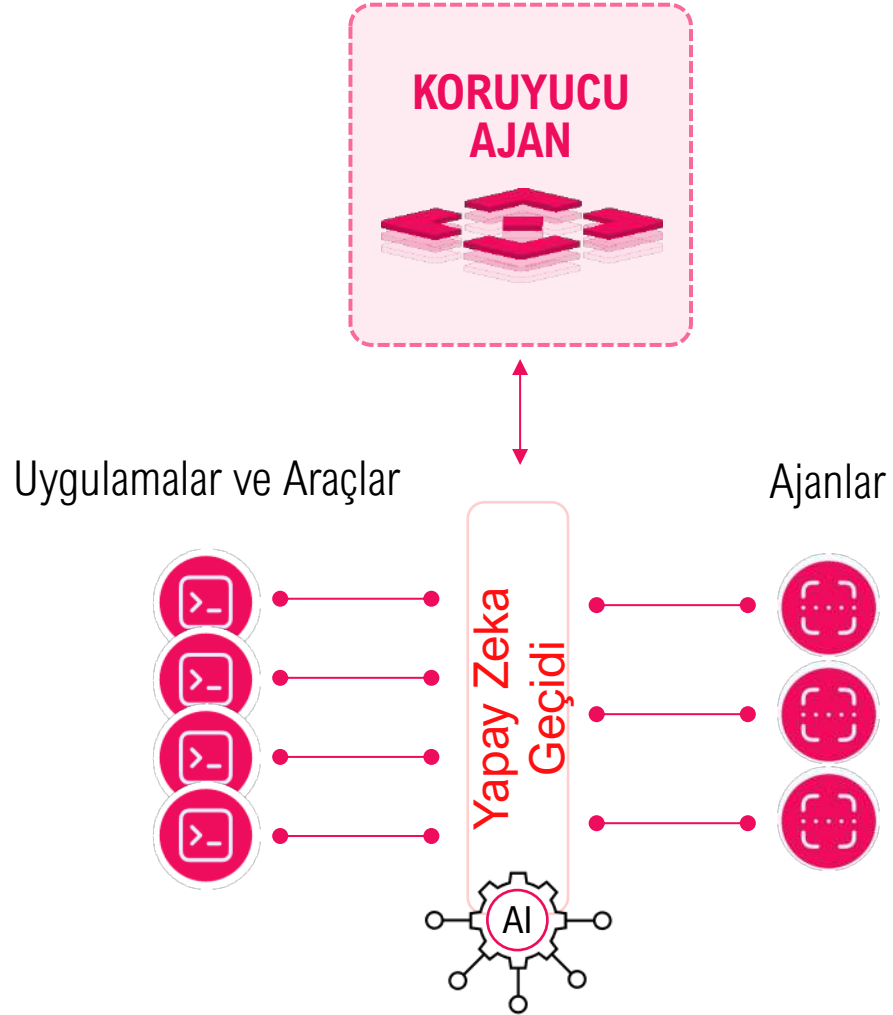 KORUYUCU
AJAN
Uygulamalar ve Araçlar
Ajanlar
Yapay Zeka
Geçidi
AI